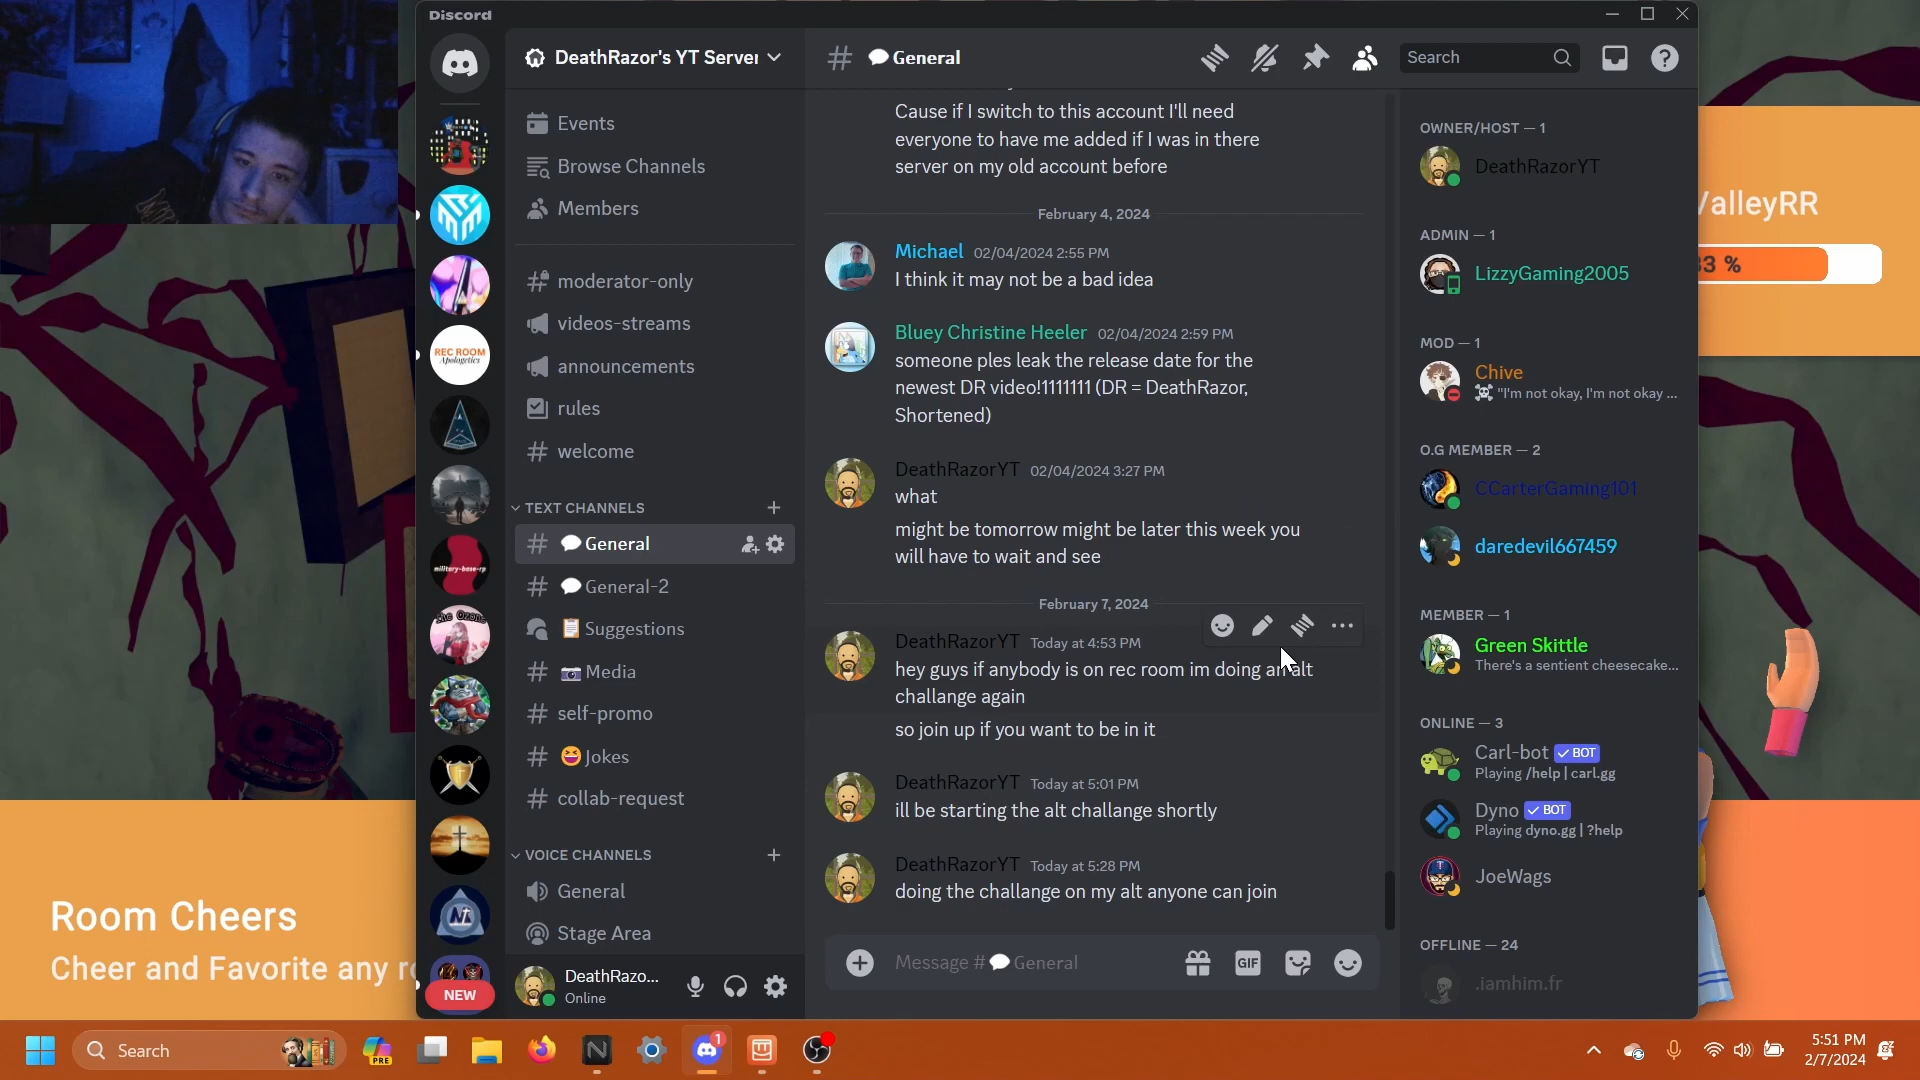 Discord
DeathRazor's YT Server
General
Search
Events
Browse Channels
Members
moderator-only
videos-streams
announcements
rules
welcome
TEXT CHANNELS
General
General-2
Suggestions
Media
self-promo
Jokes
collab-request
VOICE CHANNELS
General
Stage Area
DeathRazo...
Online
REC ROOM
Apologetics
military-base-rp
The Ozone
NEW
Cause if I switch to this account I'll need
everyone to have me added if I was in there
server on my old account before
February 4, 2024
Michael 02/04/2024 2:55 PM
I think it may not be a bad idea
Bluey Christine Heeler 02/04/2024 2:59 PM
someone ples leak the release date for the
newest DR video!1111111 (DR = DeathRazor,
Shortened)
DeathRazorYT 02/04/2024 3:27 PM
what
might be tomorrow might be later this week you
will have to wait and see
February 7, 2024
DeathRazorYT Today at 4:53 PM
hey guys if anybody is on rec room im doing an alt
challange again
so join up if you want to be in it
DeathRazorYT Today at 5:01 PM
ill be starting the alt challange shortly
DeathRazorYT Today at 5:28 PM
doing the challange on my alt anyone can join
Message # General
GIF
OWNER/HOST — 1
DeathRazorYT
ADMIN — 1
LizzyGaming2005
MOD — 1
Chive
"I'm not okay, I'm not okay ...
O.G MEMBER — 2
CCarterGaming101
daredevil667459
MEMBER — 1
Green Skittle
There's a sentient cheesecake...
ONLINE — 3
Carl-bot BOT
Playing /help | carl.gg
Dyno BOT
Playing dyno.gg | ?help
JoeWags
OFFLINE — 24
.iamhim.fr
ValleyRR
33 %
Room Cheers
Cheer and Favorite any ro
Search
PRE
1
5:51 PM
2/7/2024